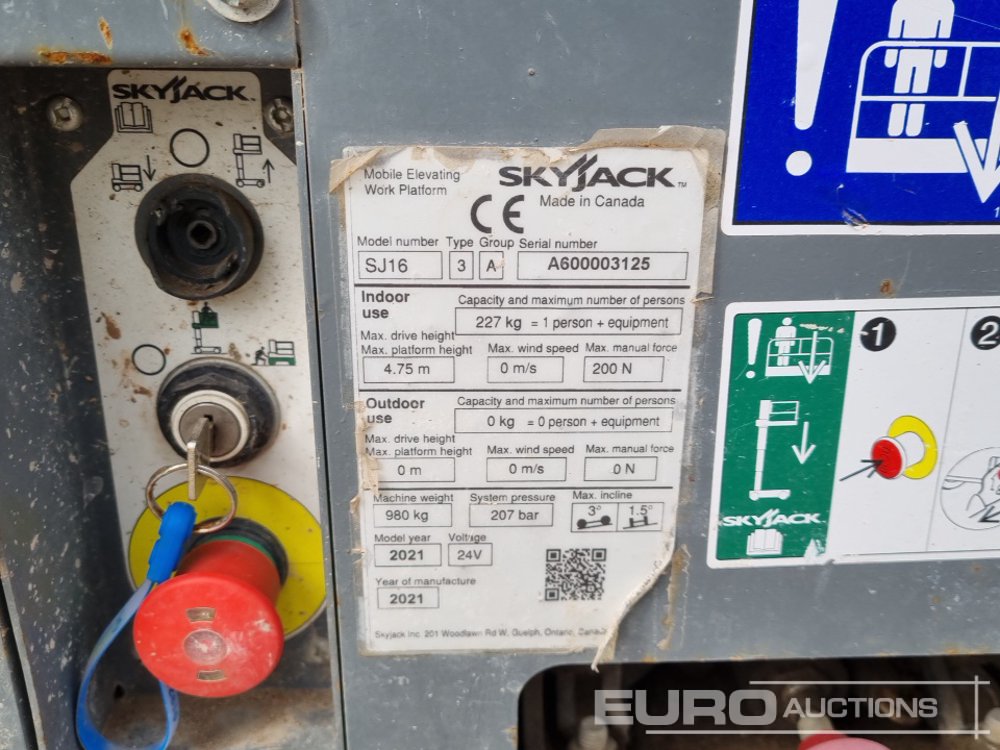 SKYJACK
Mobile Elevating
Work Platform
SKYJACK™
CE
Made in Canada
Model number Type Group Serial number
SJ16 3 A A600003125
Indoor use
Capacity and maximum number of persons
227 kg = 1 person + equipment
Max. drive height
Max. platform height Max. wind speed Max. manual force
4.75 m 0 m/s 200 N
Outdoor use
Capacity and maximum number of persons
0 kg = 0 person + equipment
Max. drive height
Max. platform height Max. wind speed Max. manual force
0 m 0 m/s 0 N
Machine weight System pressure Max. incline
980 kg 207 bar 3° 1.5°
Model year Voltage
2021 24V
Year of manufacture
2021
Skyjack Inc. 201 Woodlawn Rd W, Guelph, Ontario, Canada
!
!
1
2
SKYJACK
EURO AUCTIONS